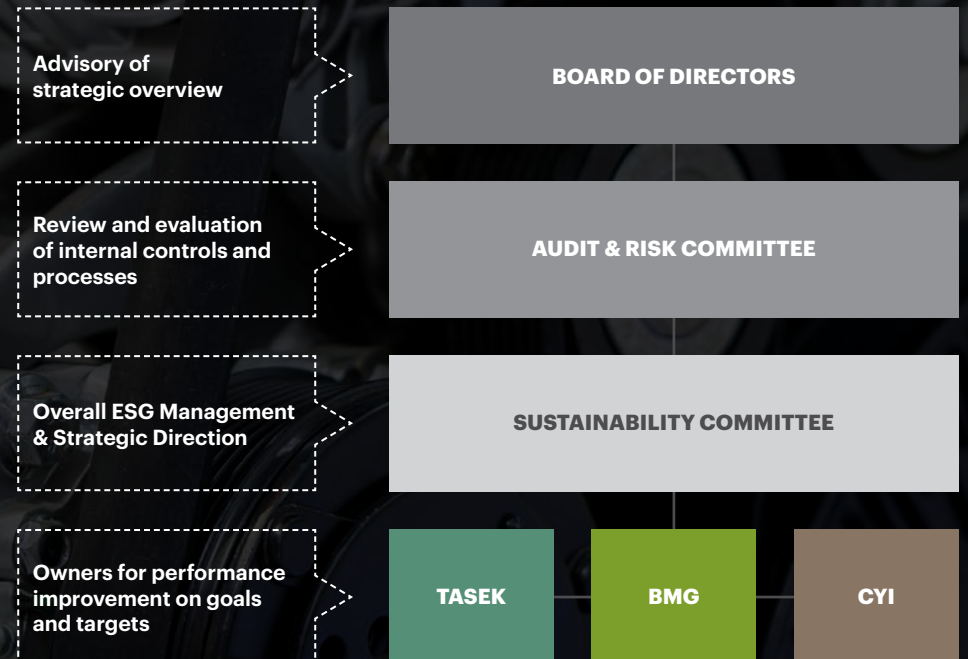 Advisory of
strategic overview
BOARD OF DIRECTORS
Review and evaluation
of internal controls and
processes
AUDIT & RISK COMMITTEE
Overall ESG Management
& Strategic Direction
SUSTAINABILITY COMMITTEE
Owners for performance
improvement on goals
and targets
TASEK
BMG
CYI